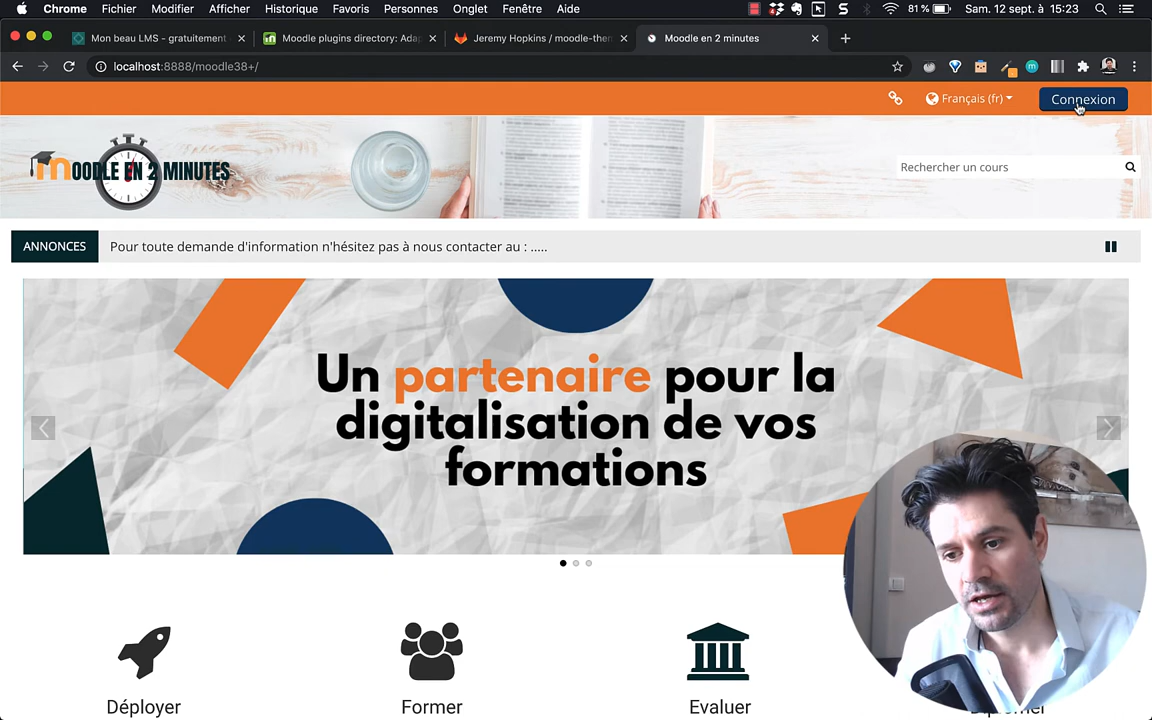 Chrome Fichier Modifier Afficher Historique Favoris Personnes Onglet Fenêtre Aide 81 % Sam. 12 sept. à 15:23
Mon beau LMS - gratuitement
Moodle plugins directory: Ada
Jeremy Hopkins / moodle-then
Moodle en 2 minutes
localhost:8888/moodle38+/
Français (fr)
Connexion
mOODLE EN 2 MINUTES
Rechercher un cours
ANNONCES Pour toute demande d'information n'hésitez pas à nous contacter au : .....
Un partenaire pour la
digitalisation de vos
formations
Déployer Former Evaluer